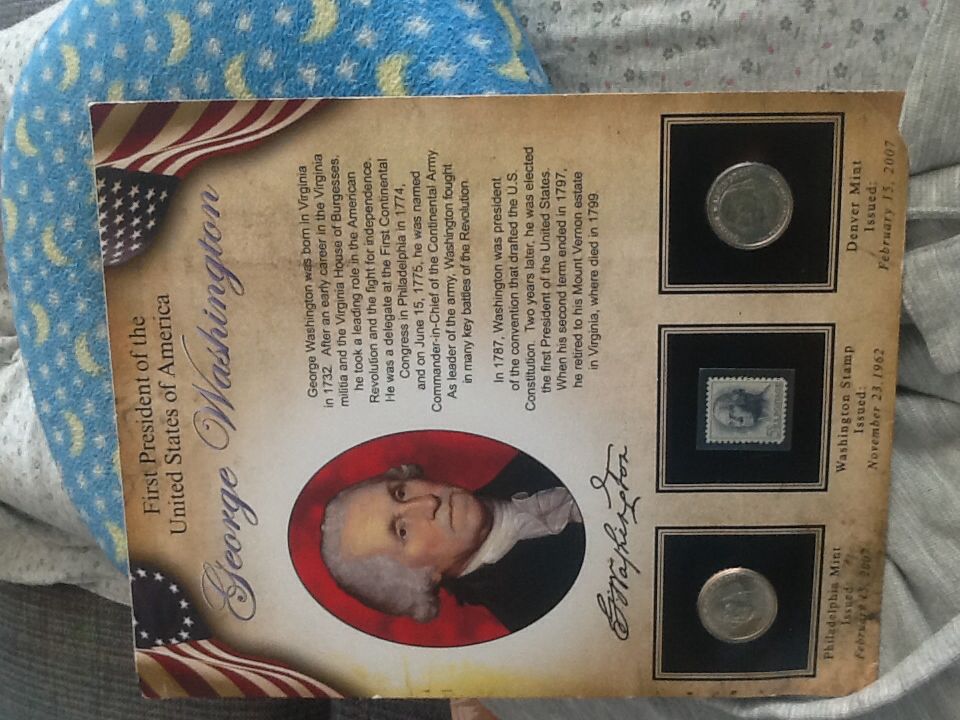 First President of the
United States of America
George Washington
George Washington was born in Virginia
in 1732. After an early career in the Virginia
militia and the Virginia House of Burgesses,
he took a leading role in the American
Revolution and the fight for independence.
He was a delegate at the First Continental
Congress in Philadelphia in 1774,
and on June 15, 1775, he was named
Commander-in-Chief of the Continental Army.
As leader of the army, Washington fought
in many key battles of the Revolution.
In 1787, Washington was president
of the convention that drafted the U.S.
Constitution. Two years later, he was elected
the first President of the United States.
When his second term ended in 1797,
he retired to his Mount Vernon estate
in Virginia, where died in 1799.
G Washington
Philadelphia Mint
Issued:
February 15, 2007
Washington Stamp
Issued:
November 23 1962
Denver Mint
Issued:
February 15, 2007